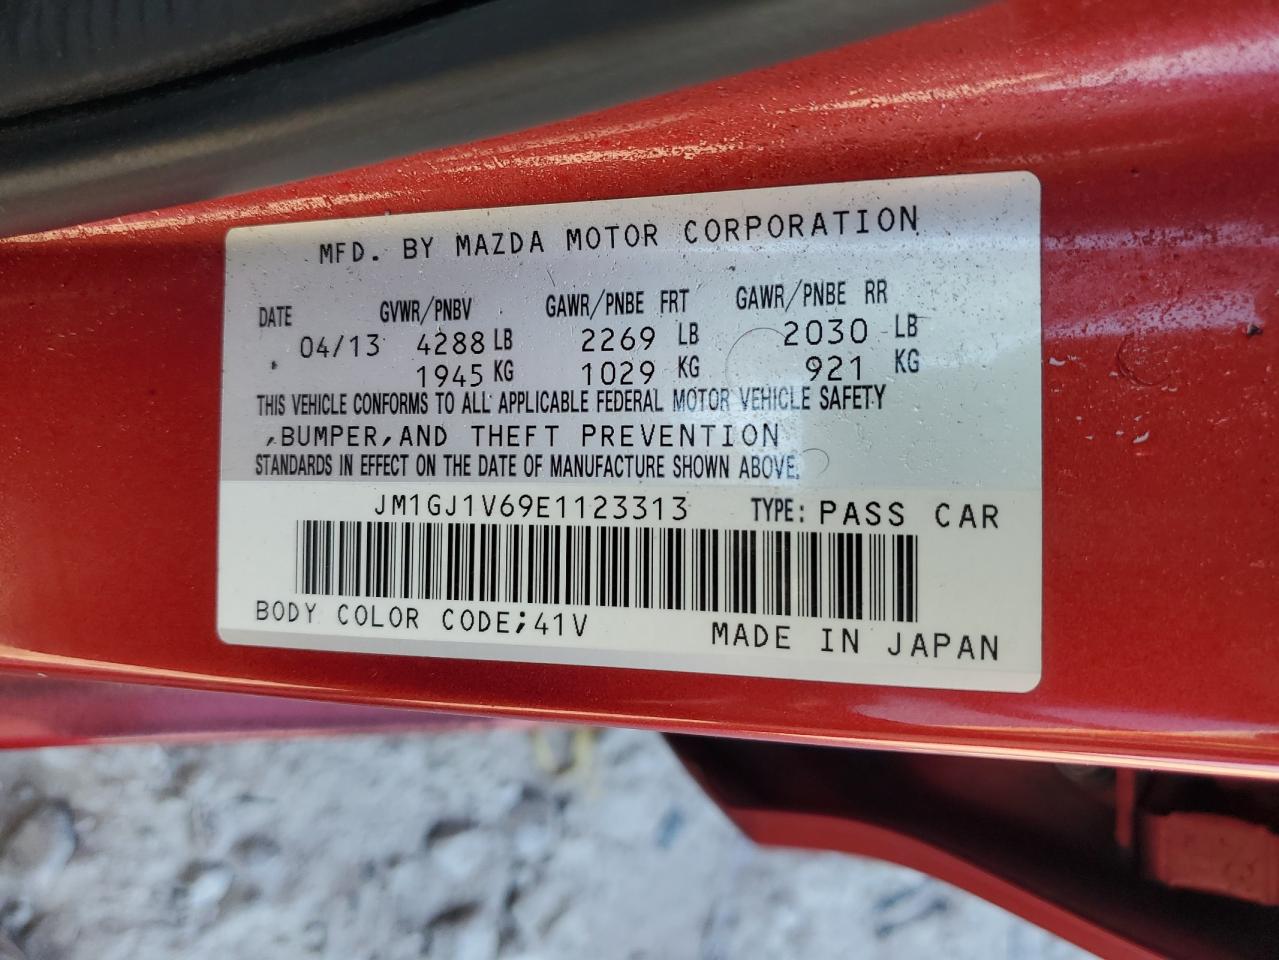 MFD. BY MAZDA MOTOR CORPORATION
DATE GVWR/PNBV GAWR/PNBE FRT GAWR/PNBE RR
04/13 4288 LB 2269 LB 2030 LB
1945 KG 1029 KG 921 KG
THIS VEHICLE CONFORMS TO ALL APPLICABLE FEDERAL MOTOR VEHICLE SAFETY
,BUMPER,AND THEFT PREVENTION
STANDARDS IN EFFECT ON THE DATE OF MANUFACTURE SHOWN ABOVE.
JM1GJ1V69E1123313 TYPE: PASS CAR
BODY COLOR CODE;41V MADE IN JAPAN